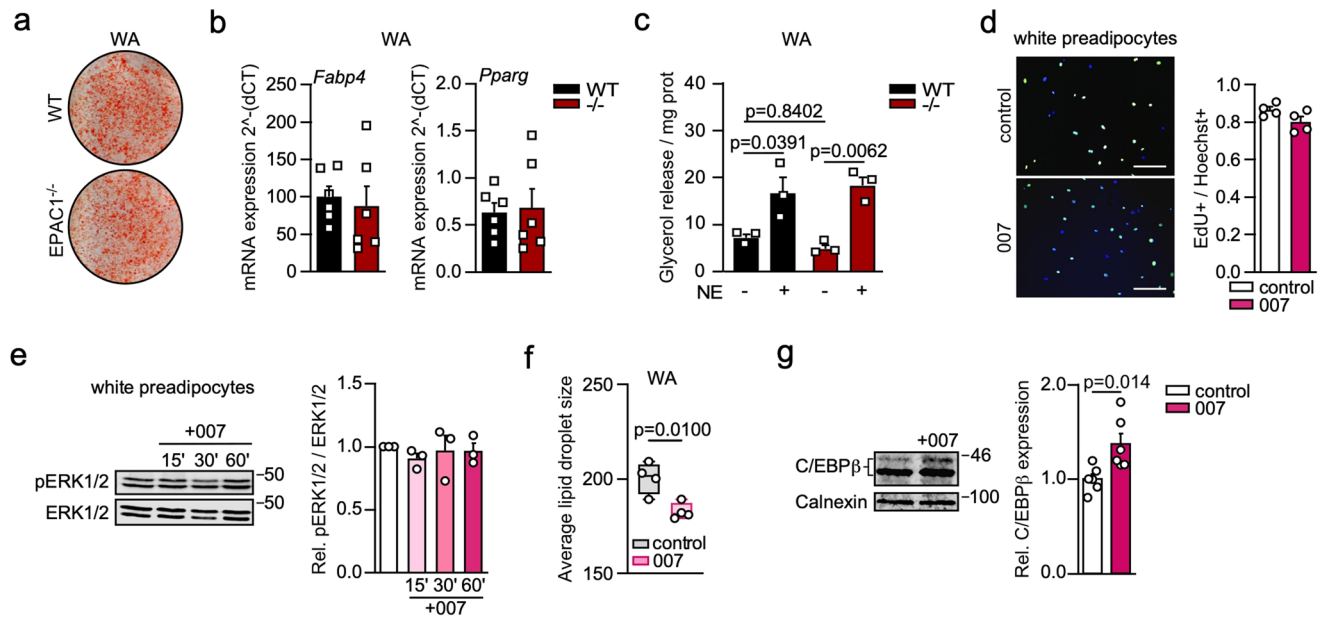 a
WA
WT
EPAC1-/-
b
WA
mRNA expression 2^-(dCT)
Fabp4
250
200
150
100
50
0
mRNA expression 2^-(dCT)
Pparg
2.0
1.5
1.0
0.5
0.0
WT
-/-
c
WA
Glycerol release / mg prot
40
30
20
10
0
p=0.8402
p=0.0391
p=0.0062
NE - + - +
WT
-/-
d
white preadipocytes
control
007
EdU+ / Hoechst+
1.0
0.8
0.6
0.4
0.2
0.0
control
007
e
white preadipocytes
+007
15' 30' 60'
pERK1/2
-50
ERK1/2
-50
Rel. pERK1/2 / ERK1/2
1.5
1.0
0.5
0.0
15' 30' 60'
+007
f
WA
Average lipid droplet size
250
200
150
p=0.0100
control
007
g
+007
C/EBPβ
-46
Calnexin
-100
Rel. C/EBPβ expression
2.0
1.0
0.0
p=0.014
control
007